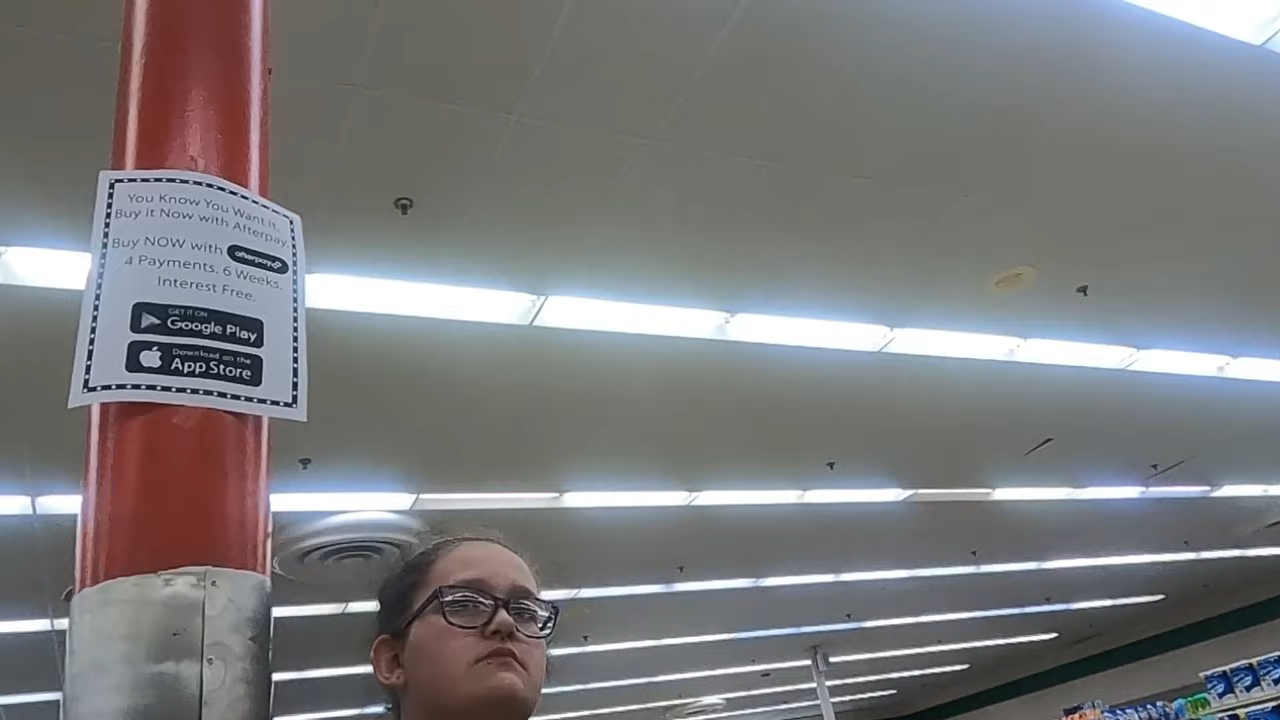 You Know You Want It.
Buy it Now with Afterpay.
Buy NOW with afterpay
4 Payments. 6 Weeks.
Interest Free.
GET IT ON
Google Play
Download on the
App Store